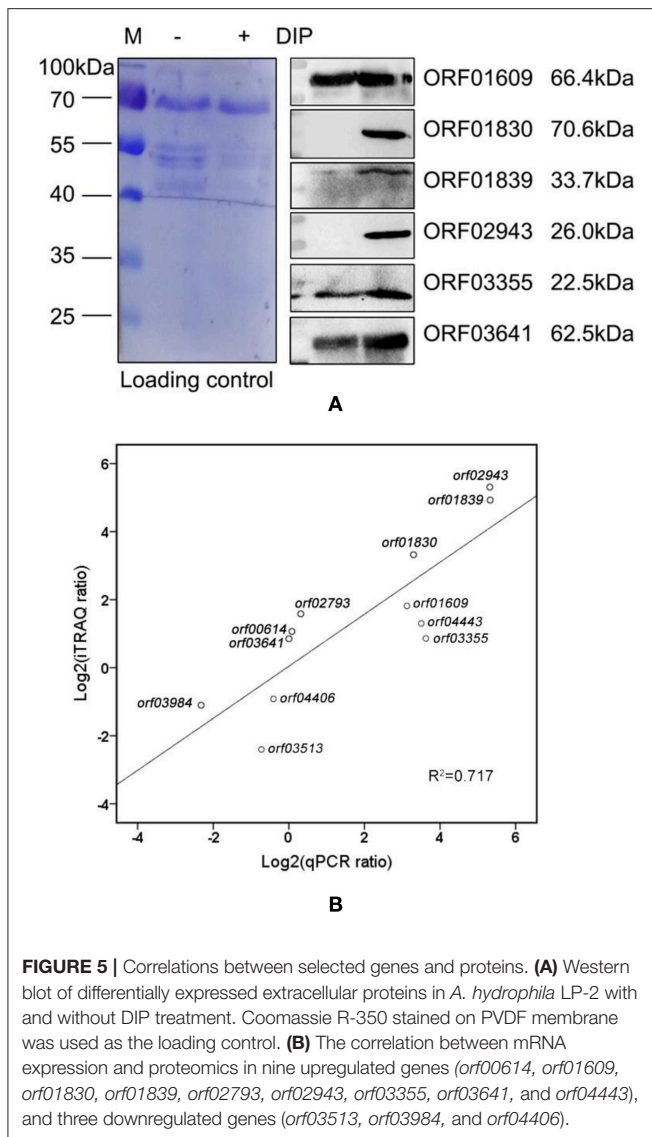 M - + DIP
100kDa
70
55
40
35
25
Loading control
ORF01609 66.4kDa
ORF01830 70.6kDa
ORF01839 33.7kDa
ORF02943 26.0kDa
ORF03355 22.5kDa
ORF03641 62.5kDa
A
6
4
2
0
-2
-4
Log2(iTRAQ ratio)
orf02943
orf01839
orf01830
orf02793
orf01609
orf00614
orf04443
orf03641
orf03355
orf03984
orf04406
orf03513
R²=0.717
-4 -2 0 2 4 6
Log2(qPCR ratio)
B
FIGURE 5 | Correlations between selected genes and proteins. (A) Western
blot of differentially expressed extracellular proteins in A. hydrophila LP-2 with
and without DIP treatment. Coomassie R-350 stained on PVDF membrane
was used as the loading control. (B) The correlation between mRNA
expression and proteomics in nine upregulated genes (orf00614, orf01609,
orf01830, orf01839, orf02793, orf02943, orf03355, orf03641, and orf04443),
and three downregulated genes (orf03513, orf03984, and orf04406).